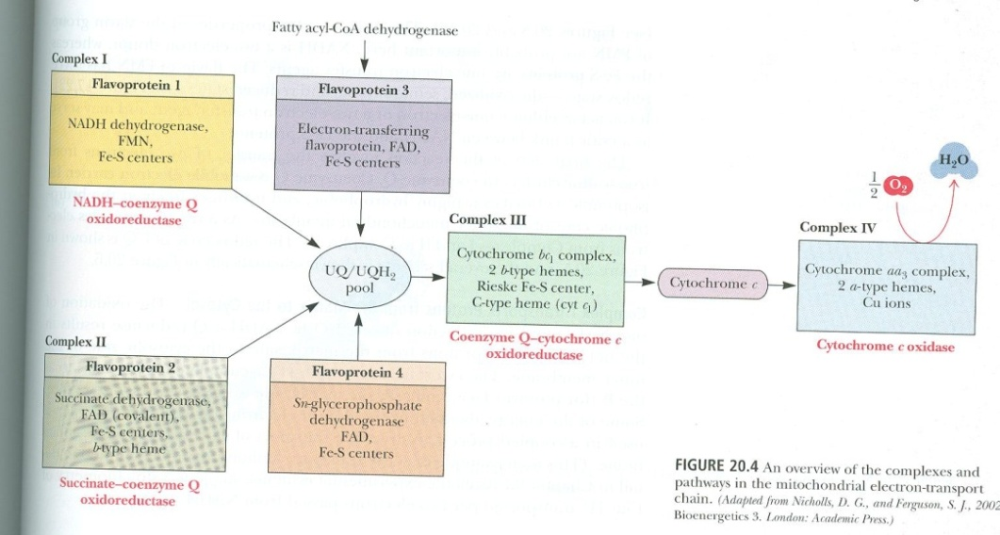 Fatty acyl-CoA dehydrogenase
Complex I
Flavoprotein 1
NADH dehydrogenase,
FMN,
Fe-S centers
NADH–coenzyme Q
oxidoreductase
Flavoprotein 3
Electron-transferring
flavoprotein, FAD,
Fe-S centers
UQ/UQH₂
pool
Complex II
Flavoprotein 2
Succinate dehydrogenase,
FAD (covalent),
Fe-S centers,
b-type heme
Succinate–coenzyme Q
oxidoreductase
Flavoprotein 4
Sn-glycerophosphate
dehydrogenase
FAD,
Fe-S centers
Complex III
Cytochrome bc₁ complex,
2 b-type hemes,
Rieske Fe-S center,
C-type heme (cyt c₁)
Coenzyme Q–cytochrome c
oxidoreductase
Cytochrome c
½ O₂
H₂O
Complex IV
Cytochrome aa₃ complex,
2 a-type hemes,
Cu ions
Cytochrome c oxidase
FIGURE 20.4 An overview of the complexes and
pathways in the mitochondrial electron-transport
chain. (Adapted from Nicholls, D. G., and Ferguson, S. J., 2002
Bioenergetics 3. London: Academic Press.)